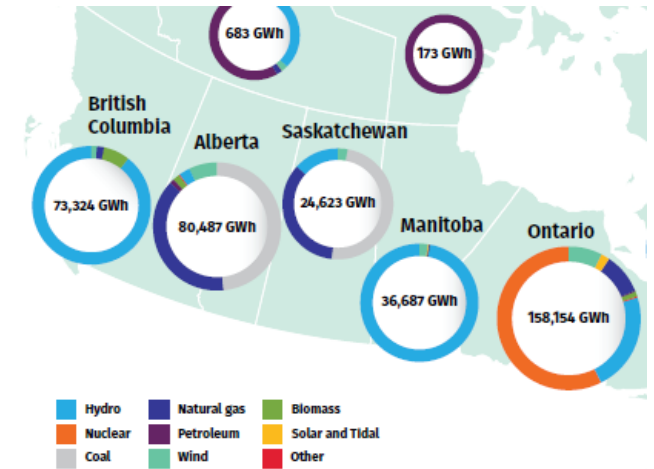 683 GWh
173 GWh
British
Columbia
73,324 GWh
Alberta
80,487 GWh
Saskatchewan
24,623 GWh
Manitoba
36,687 GWh
Ontario
158,154 GWh
Hydro
Natural gas
Biomass
Nuclear
Petroleum
Solar and Tidal
Coal
Wind
Other